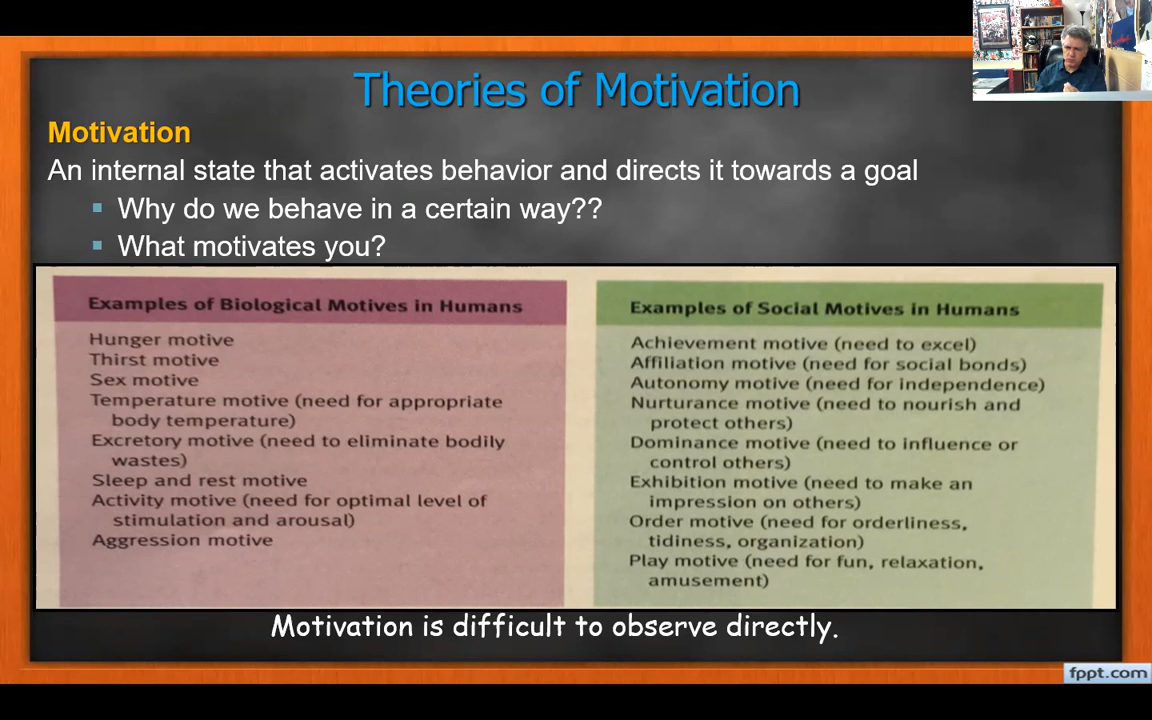 Theories of Motivation
Motivation
An internal state that activates behavior and directs it towards a goal
Why do we behave in a certain way??
What motivates you?
Examples of Biological Motives in Humans
Hunger motive
Thirst motive
Sex motive
Temperature motive (need for appropriate
body temperature)
Excretory motive (need to eliminate bodily
wastes)
Sleep and rest motive
Activity motive (need for optimal level of
stimulation and arousal)
Aggression motive
Examples of Social Motives in Humans
Achievement motive (need to excel)
Affiliation motive (need for social bonds)
Autonomy motive (need for independence)
Nurturance motive (need to nourish and
protect others)
Dominance motive (need to influence or
control others)
Exhibition motive (need to make an
impression on others)
Order motive (need for orderliness,
tidiness, organization)
Play motive (need for fun, relaxation,
amusement)
Motivation is difficult to observe directly.
fppt.com